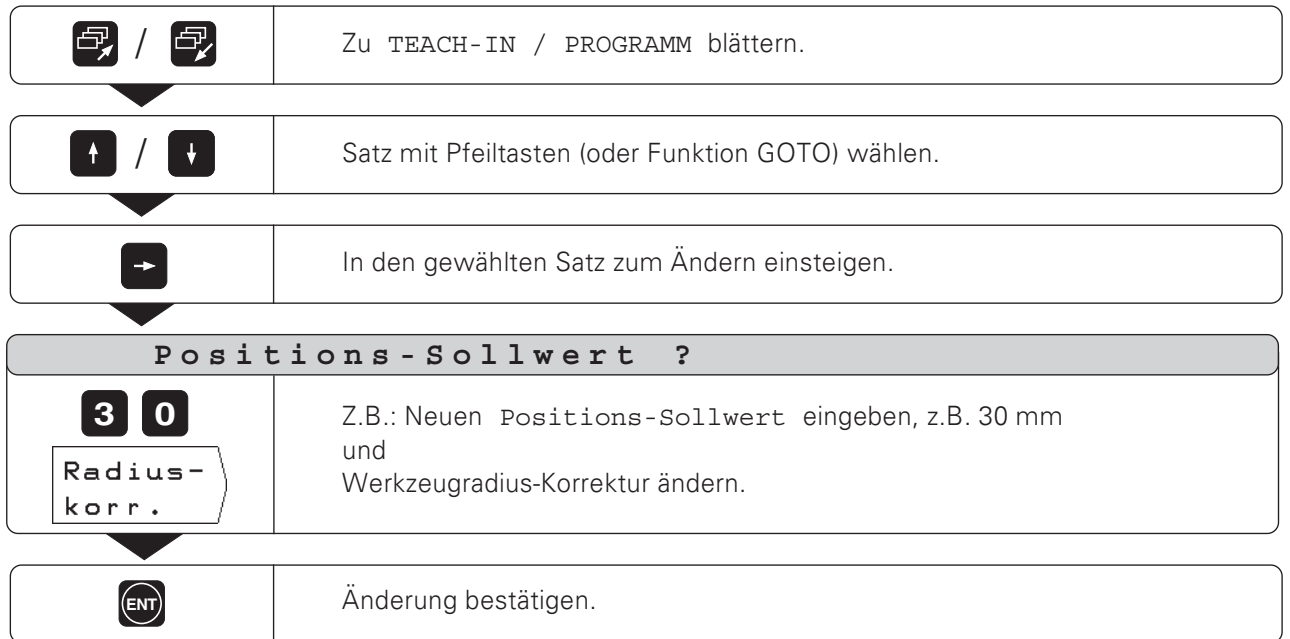 / Zu TEACH-IN / PROGRAMM blättern.
/ Satz mit Pfeiltasten (oder Funktion GOTO) wählen.
In den gewählten Satz zum Ändern einsteigen.
Positions-Sollwert ?
3 0
Z.B.: Neuen Positions-Sollwert eingeben, z.B. 30 mm
und
Werkzeugradius-Korrektur ändern.
Radius-
korr.
ENT
Änderung bestätigen.